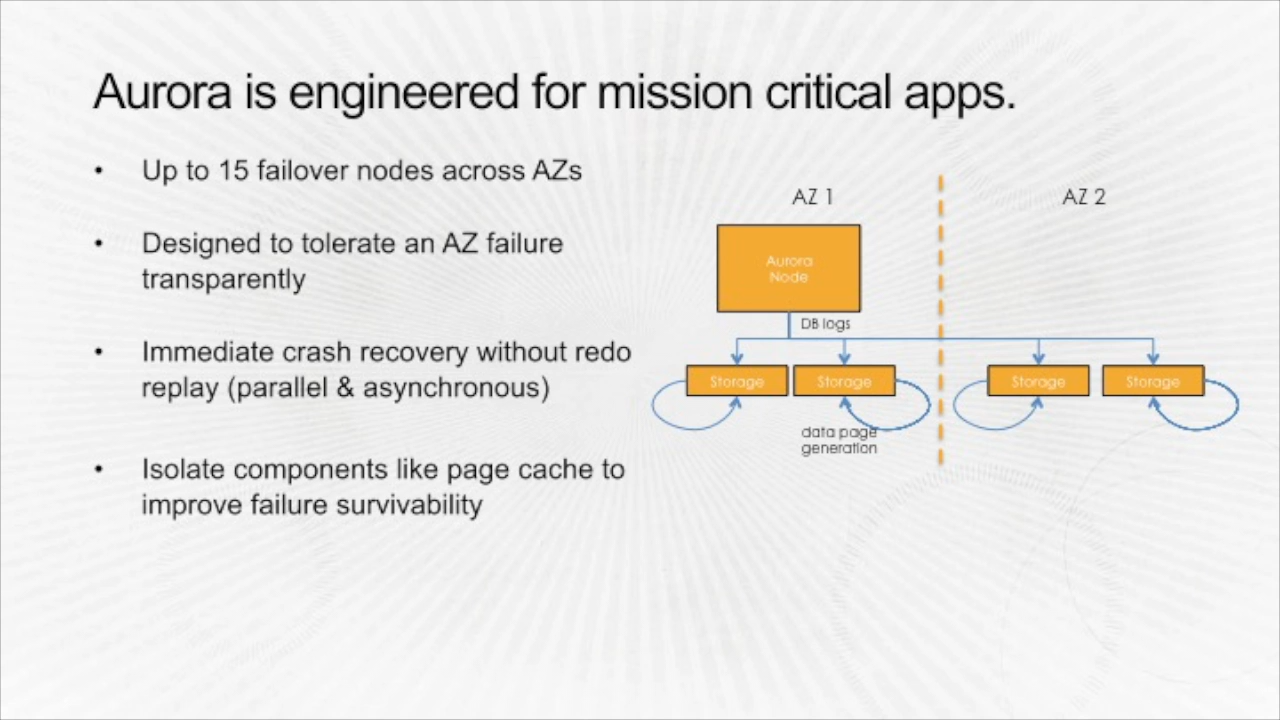 Aurora is engineered for mission critical apps.
• Up to 15 failover nodes across AZs
• Designed to tolerate an AZ failure
transparently
• Immediate crash recovery without redo
replay (parallel & asynchronous)
• Isolate components like page cache to
improve failure survivability
AZ 1
AZ 2
Aurora
Node
DB logs
Storage
Storage
Storage
Storage
data page
generation